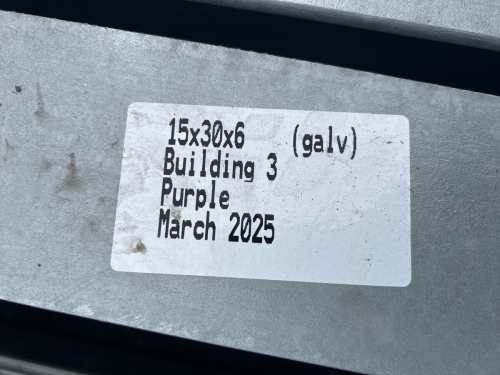 15x30x6 (galv)
Building 3
Purple
March 2025